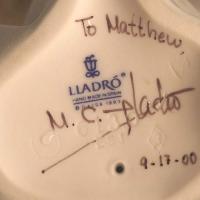 To Matthew,
LLADRÓ
HAND MADE IN SPAIN
M. C. Lladró
9-17-00